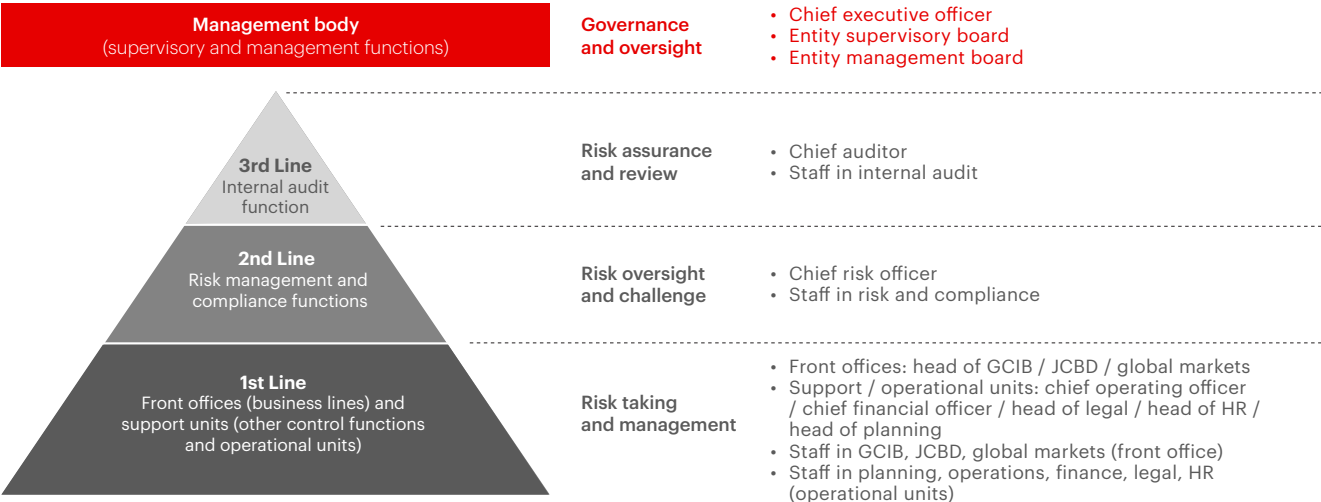 Management body
(supervisory and management functions)
Governance
and oversight
• Chief executive officer
• Entity supervisory board
• Entity management board
3rd Line
Internal audit
function
Risk assurance
and review
• Chief auditor
• Staff in internal audit
2nd Line
Risk management and
compliance functions
Risk oversight
and challenge
• Chief risk officer
• Staff in risk and compliance
1st Line
Front offices (business lines) and
support units (other control functions
and operational units)
Risk taking
and management
• Front offices: head of GCIB / JCBD / global markets
• Support / operational units: chief operating officer
/ chief financial officer / head of legal / head of HR /
head of planning
• Staff in GCIB, JCBD, global markets (front office)
• Staff in planning, operations, finance, legal, HR
(operational units)